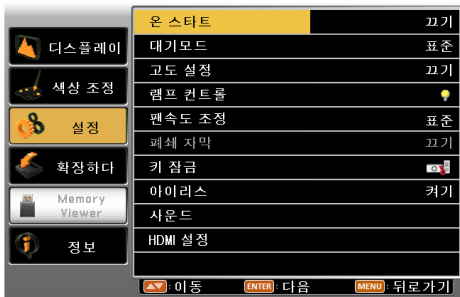 디스플레이
색상 조정
설정
확장하다
Memory
Viewer
정보
온 스타트 끄기
대기모드 표준
고도 설정 끄기
램프 컨트롤
팬속도 조정 표준
폐쇄 자막 끄기
키 잠금
아이리스 켜기
사운드
HDMI 설정
:이동 ENTER :다음 MENU :뒤로가기